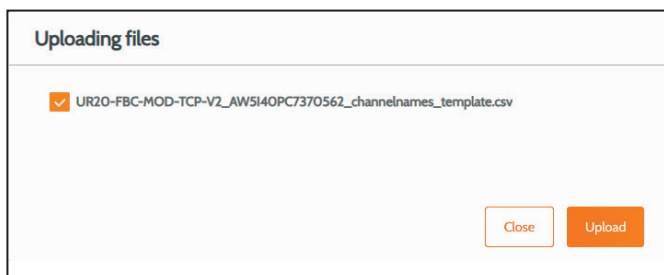 Uploading files
UR20-FBC-MOD-TCP-V2_AW5I40PC7370562_channelnames_template.csv
Close
Upload